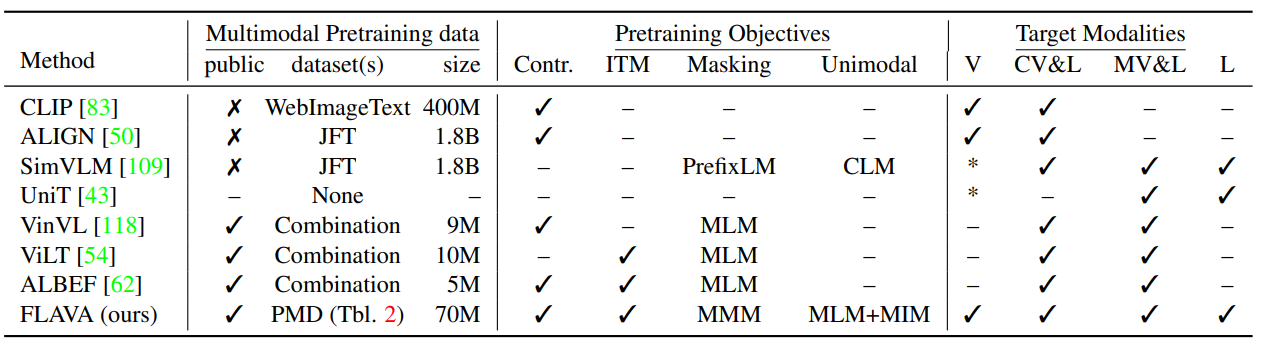 Multimodal Pretraining data Pretraining Objectives Target Modalities
Method public dataset(s) size Contr. ITM Masking Unimodal V CV&L MV&L L
CLIP [83] ✗ WebImageText 400M ✓ – – – ✓ ✓ – –
ALIGN [50] ✗ JFT 1.8B ✓ – – – ✓ ✓ – –
SimVLM [109] ✗ JFT 1.8B – – PrefixLM CLM * ✓ ✓ ✓
UniT [43] – None – – – – – * – ✓ ✓
VinVL [118] ✓ Combination 9M ✓ – MLM – – ✓ ✓ –
ViLT [54] ✓ Combination 10M – ✓ MLM – – ✓ ✓ –
ALBEF [62] ✓ Combination 5M ✓ ✓ MLM – – ✓ ✓ –
FLAVA (ours) ✓ PMD (Tbl. 2) 70M ✓ ✓ MMM MLM+MIM ✓ ✓ ✓ ✓